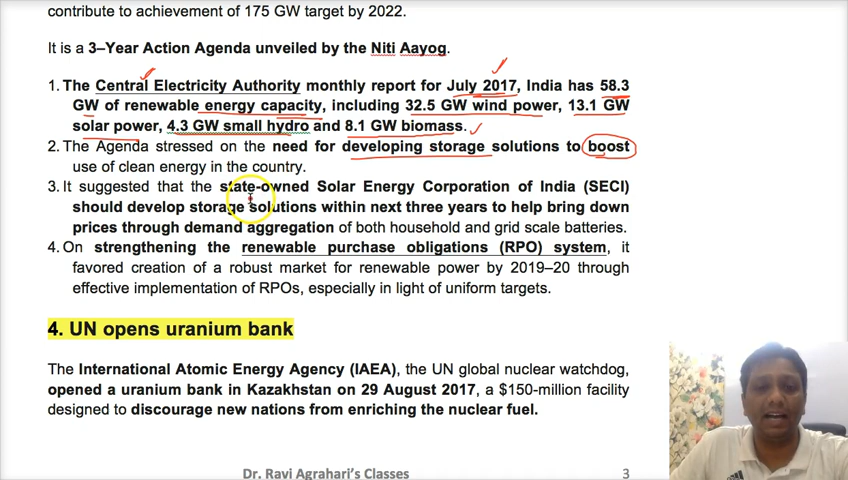 contribute to achievement of 175 GW target by 2022.
It is a 3–Year Action Agenda unveiled by the Niti Aayog.
1. The Central Electricity Authority monthly report for July 2017, India has 58.3
GW of renewable energy capacity, including 32.5 GW wind power, 13.1 GW
solar power, 4.3 GW small hydro and 8.1 GW biomass.
2. The Agenda stressed on the need for developing storage solutions to boost
use of clean energy in the country.
3. It suggested that the state-owned Solar Energy Corporation of India (SECI)
should develop storage solutions within next three years to help bring down
prices through demand aggregation of both household and grid scale batteries.
4. On strengthening the renewable purchase obligations (RPO) system, it
favored creation of a robust market for renewable power by 2019–20 through
effective implementation of RPOs, especially in light of uniform targets.
4. UN opens uranium bank
The International Atomic Energy Agency (IAEA), the UN global nuclear watchdog,
opened a uranium bank in Kazakhstan on 29 August 2017, a $150-million facility
designed to discourage new nations from enriching the nuclear fuel.
Dr. Ravi Agrahari's Classes 3